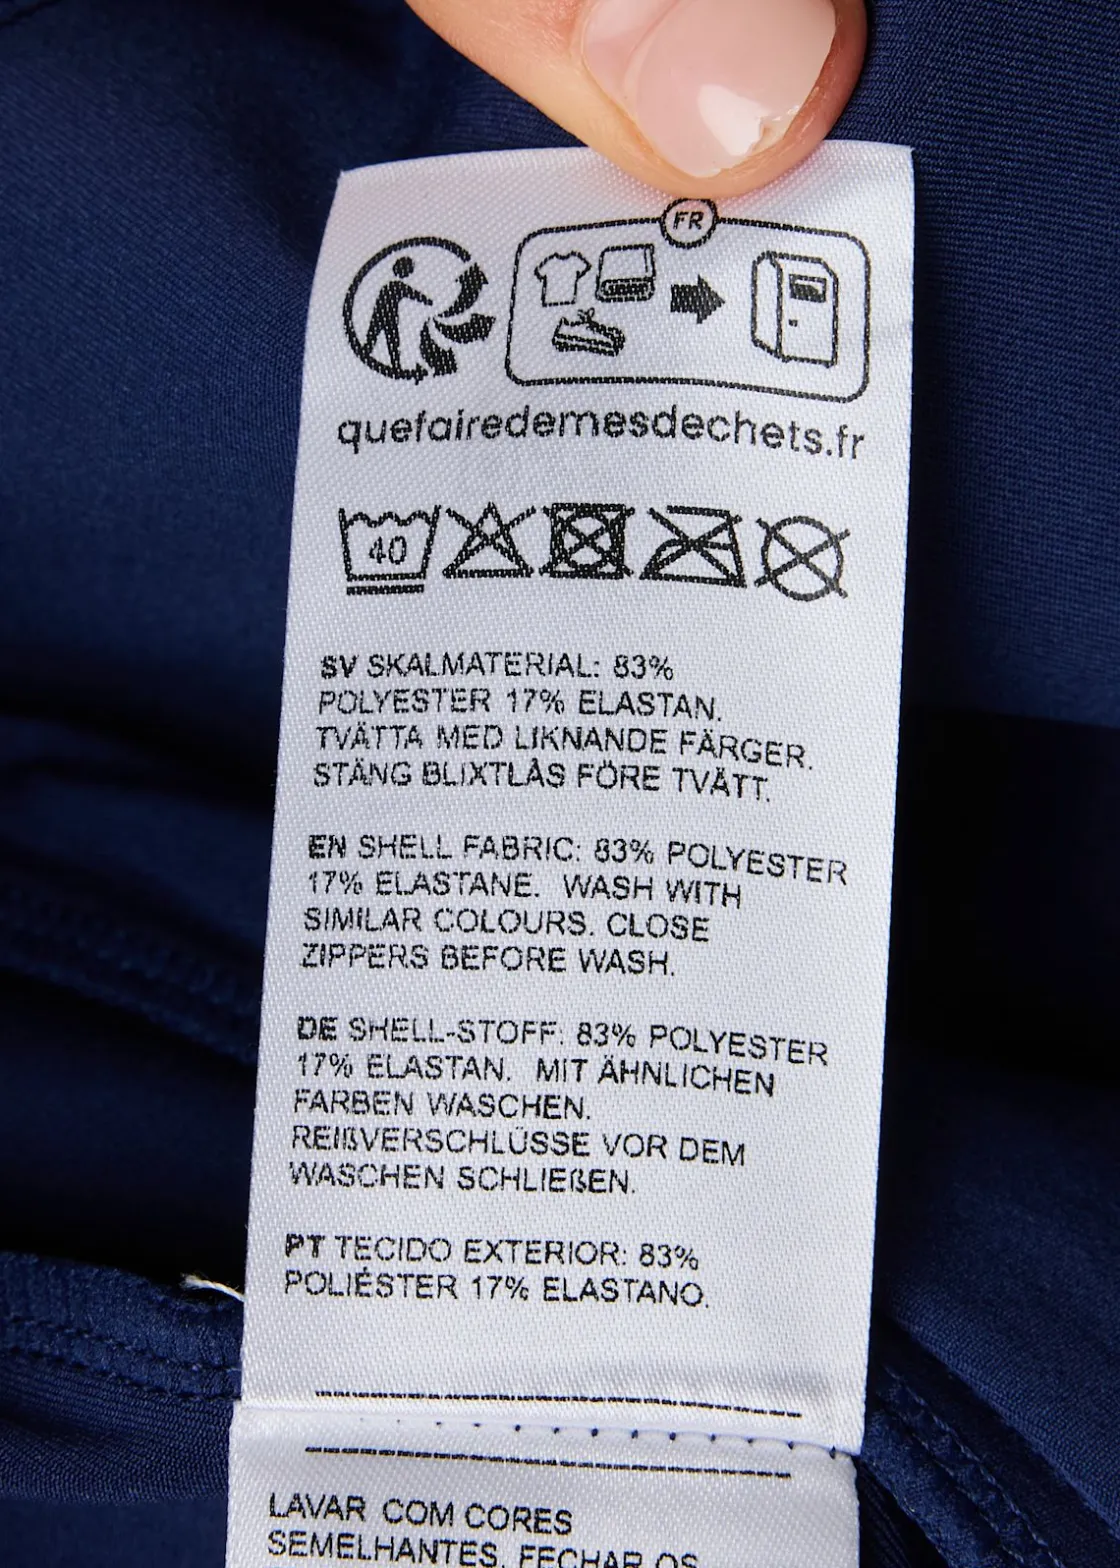 FR
quefairedemesdechets.fr
40
SV SKALMATERIAL: 83%
POLYESTER 17% ELASTAN.
TVÄTTA MED LIKNANDE FÄRGER.
STÄNG BLIXTLÅS FÖRE TVÄTT.
EN SHELL FABRIC: 83% POLYESTER
17% ELASTANE. WASH WITH
SIMILAR COLOURS. CLOSE
ZIPPERS BEFORE WASH.
DE SHELL-STOFF: 83% POLYESTER
17% ELASTAN. MIT ÄHNLICHEN
FARBEN WASCHEN.
REIßVERSCHLÜSSE VOR DEM
WASCHEN SCHLIEßEN.
PT TECIDO EXTERIOR: 83%
POLIÉSTER 17% ELASTANO.
LAVAR COM CORES
SEMELHANTES. FECHAR OS